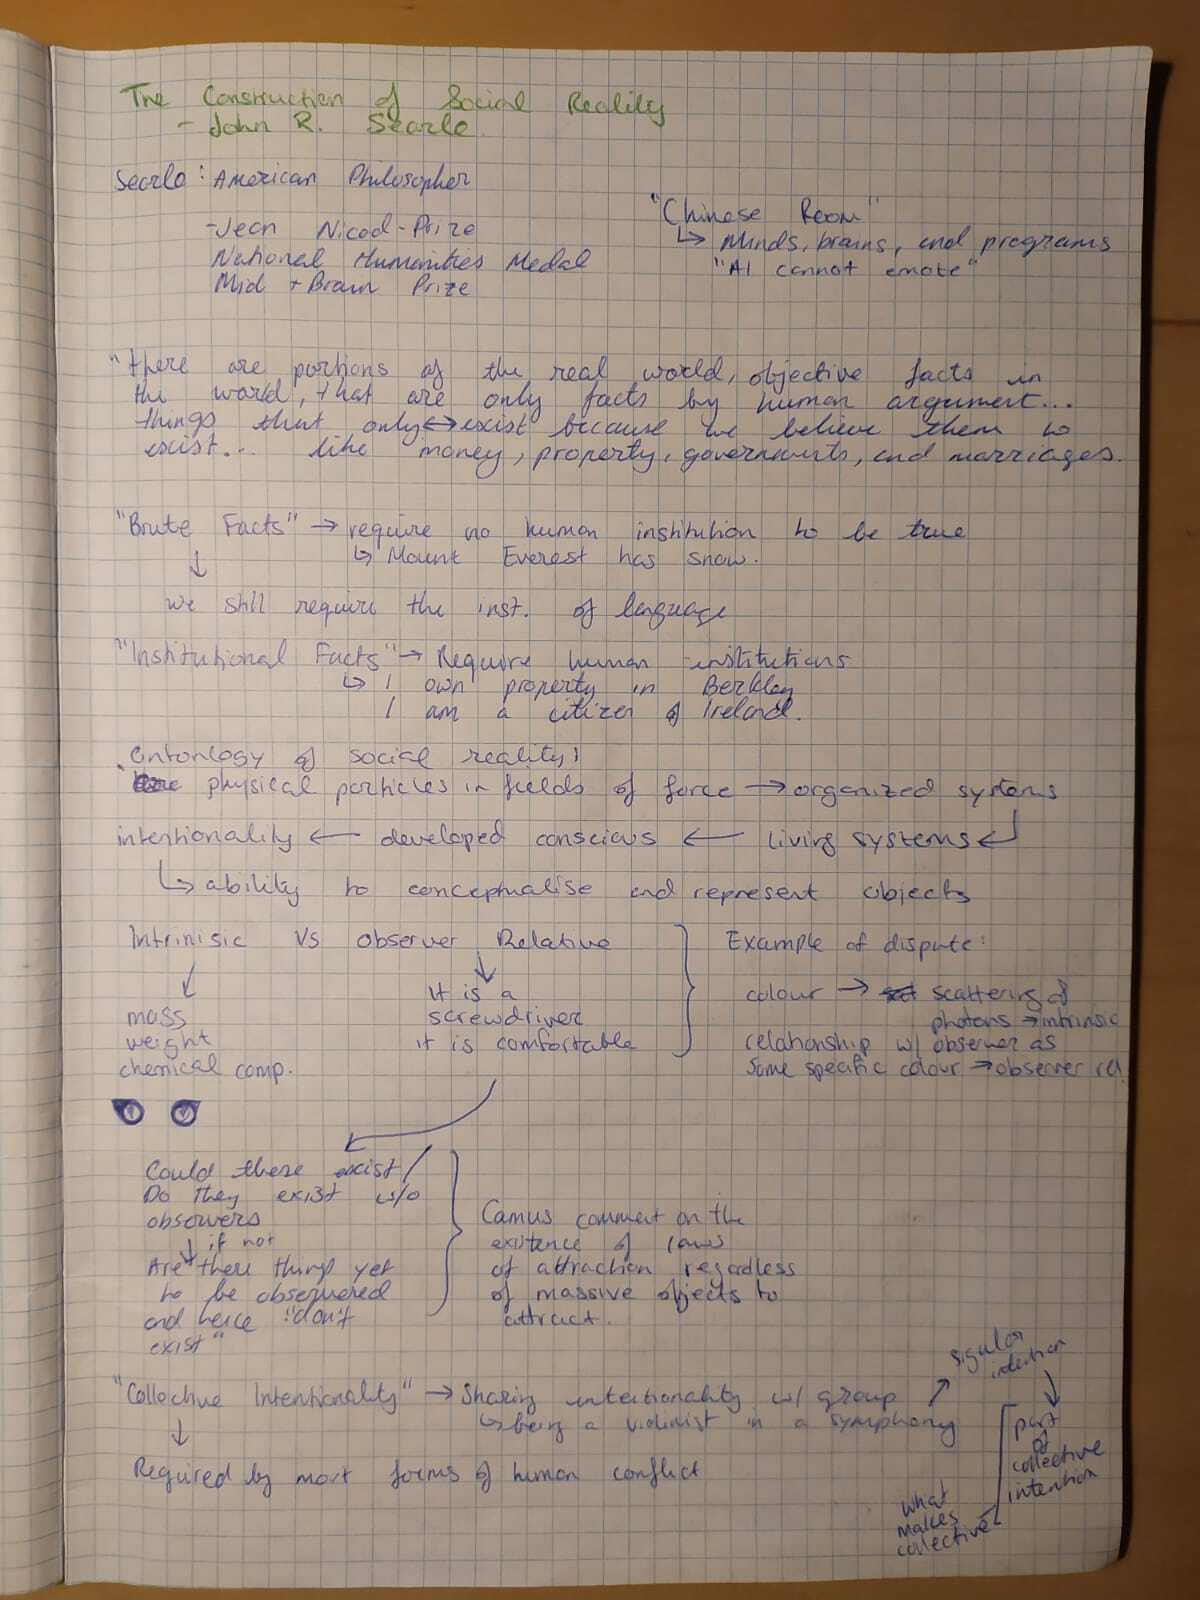 The Construction of Social Reality
- John R. Searle
Searle : American Philosopher
- Jean Nicod-Prize
National Humanities Medal
Mid + Brain Prize
"Chinese Room"
↳ Minds, brains, and programs
"AI cannot emote"
"there are portions of the real world, objective facts in
the world, that are only facts by human argument...
things that only ↔ exist because we believe them to
exist... like money, property, governments, and marriages.
"Brute Facts" → require no human institution to be true
↳ Mount Everest has snow.
↓
we still require the inst. of language
"Institutional Facts" → Require human institutions
↳ I own property in Berkley
I am a citizen of Ireland.
Ontology of social reality:
physical particles in fields of force → organized systems
intentionality ← developed conscious ← living systems ↵
↳ ability to conceptualise and represent objects
Intrinisic Vs Observer Relative
mass
weight
chemical comp.
it is a
screwdriver
it is comfortable
Example of dispute:
colour → scattering of
photons → intrinsic
relationship w/ observer as
some specific colour → observer rel.
Could there exist/
Do they exist w/o
observers
↓ if not
Are there things yet
to be observered
and hence "don't
exist"
Camus comment on the
existence of laws
of attraction regardless
of massive objects to
attract.
"Collective Intentionality" → Sharing intentionality w/ group
↳ being a violinist in a symphony
↓
Required by most forms of human conflict
↗ sigular
intention
↓
part
of
collective
intention
what
makes
collective